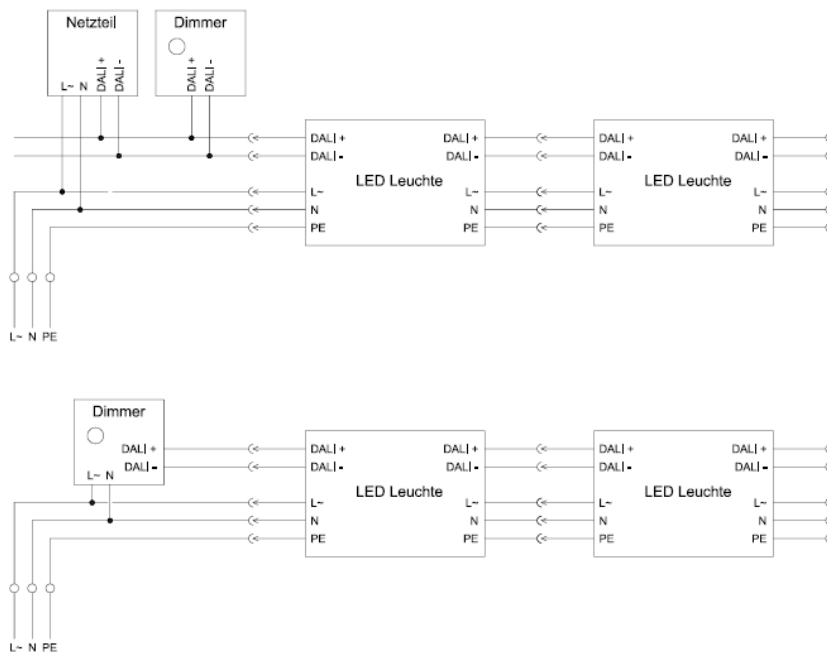 Netzteil Dimmer
L~ N DALI + DALI - DALI + DALI -
DALI + DALI + DALI + DALI +
DALI - DALI - DALI - DALI -
LED Leuchte LED Leuchte
L~ L~ L~ L~
N N N N
PE PE PE PE
L~ N PE
Dimmer
DALI + DALI + DALI + DALI + DALI +
DALI - DALI - DALI - DALI - DALI -
L~ N
LED Leuchte LED Leuchte
L~ L~ L~ L~
N N N N
PE PE PE PE
L~ N PE